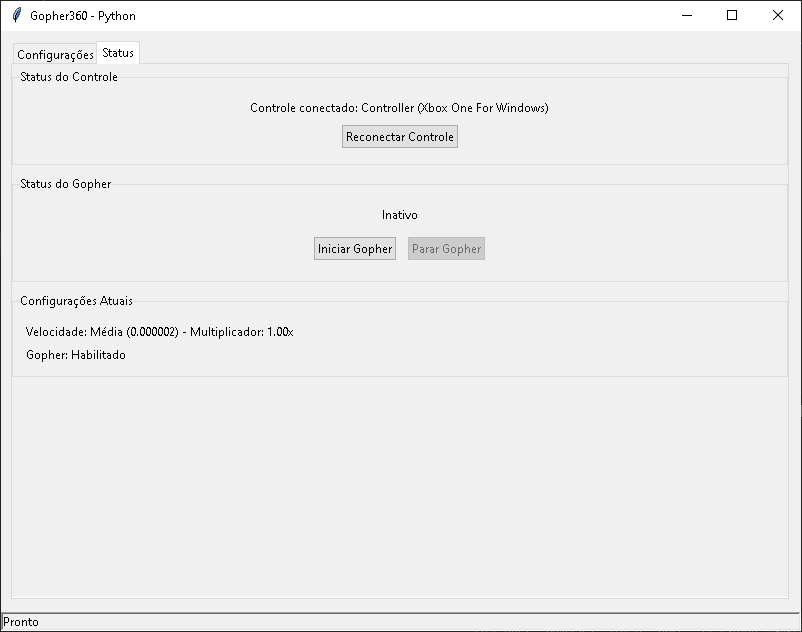 Gopher360 - Python
Configurações Status
Status do Controle
Controle conectado: Controller (Xbox One For Windows)
Reconectar Controle
Status do Gopher
Inativo
Iniciar Gopher Parar Gopher
Configurações Atuais
Velocidade: Média (0.000002) - Multiplicador: 1.00x
Gopher: Habilitado
Pronto